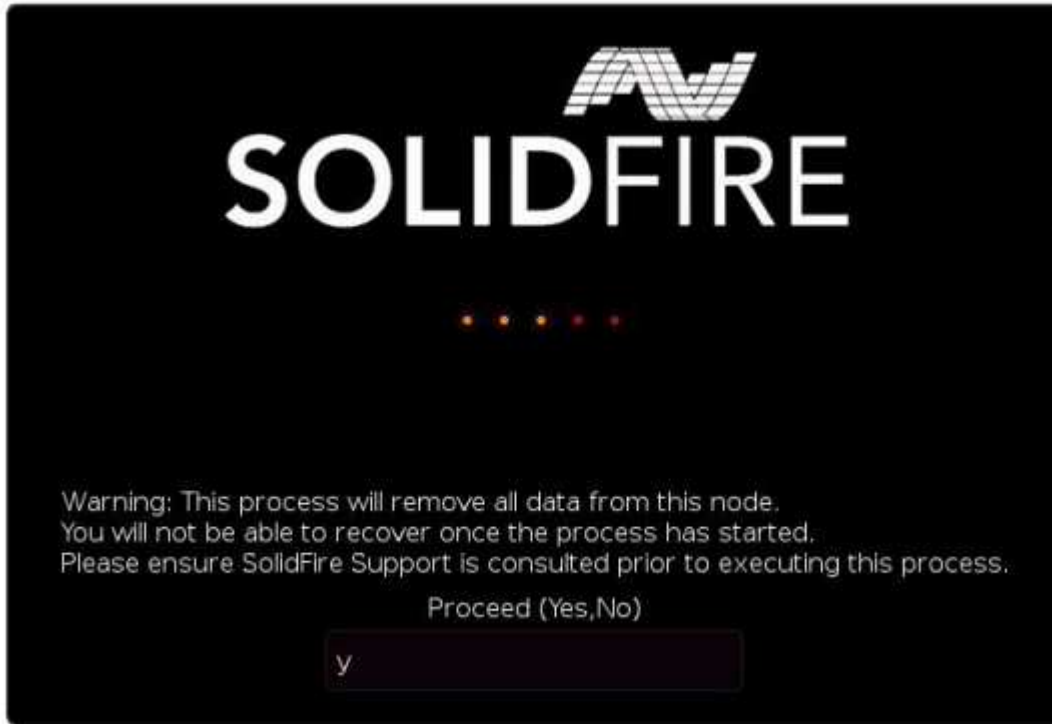 SOLIDFIRE
Warning: This process will remove all data from this node.
You will not be able to recover once the process has started.
Please ensure SolidFire Support is consulted prior to executing this process.
Proceed (Yes,No)
y